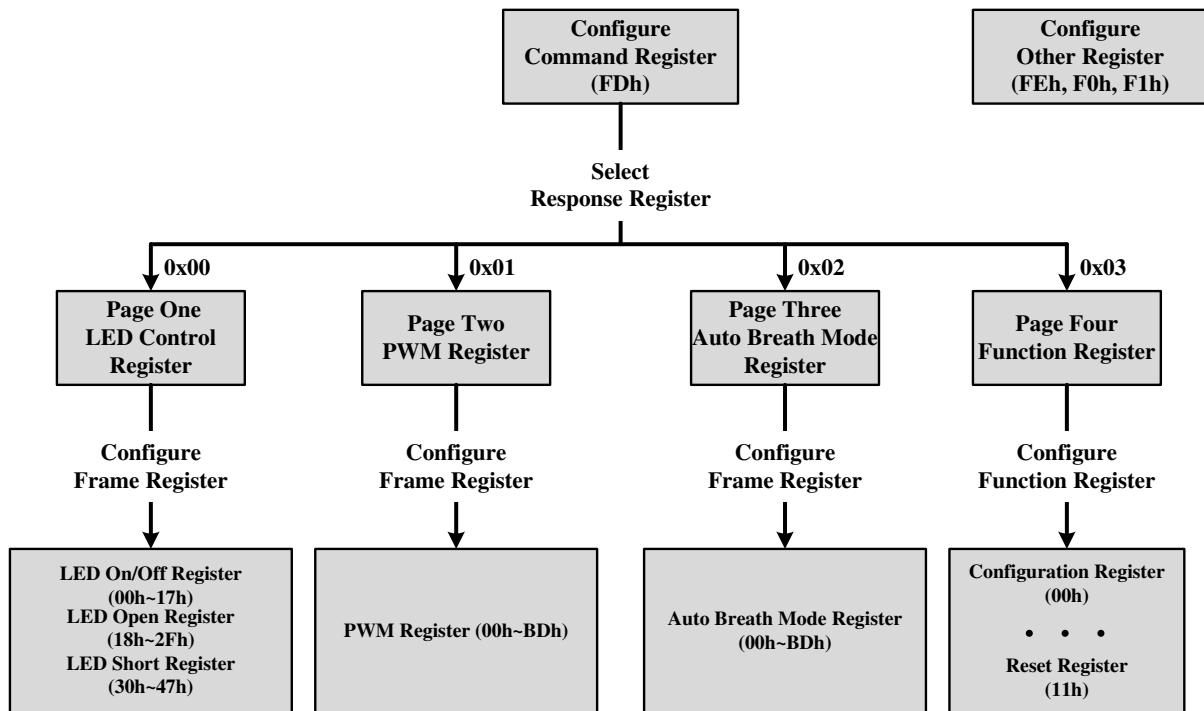 Configure
Command Register
(FDh)
Configure
Other Register
(FEh, F0h, F1h)
Select
Response Register
0x00
0x01
0x02
0x03
Page One
LED Control
Register
Page Two
PWM Register
Page Three
Auto Breath Mode
Register
Page Four
Function Register
Configure
Frame Register
Configure
Frame Register
Configure
Frame Register
Configure
Function Register
LED On/Off Register
(00h~17h)
LED Open Register
(18h~2Fh)
LED Short Register
(30h~47h)
PWM Register (00h~BDh)
Auto Breath Mode Register
(00h~BDh)
Configuration Register
(00h)
• • •
Reset Register
(11h)